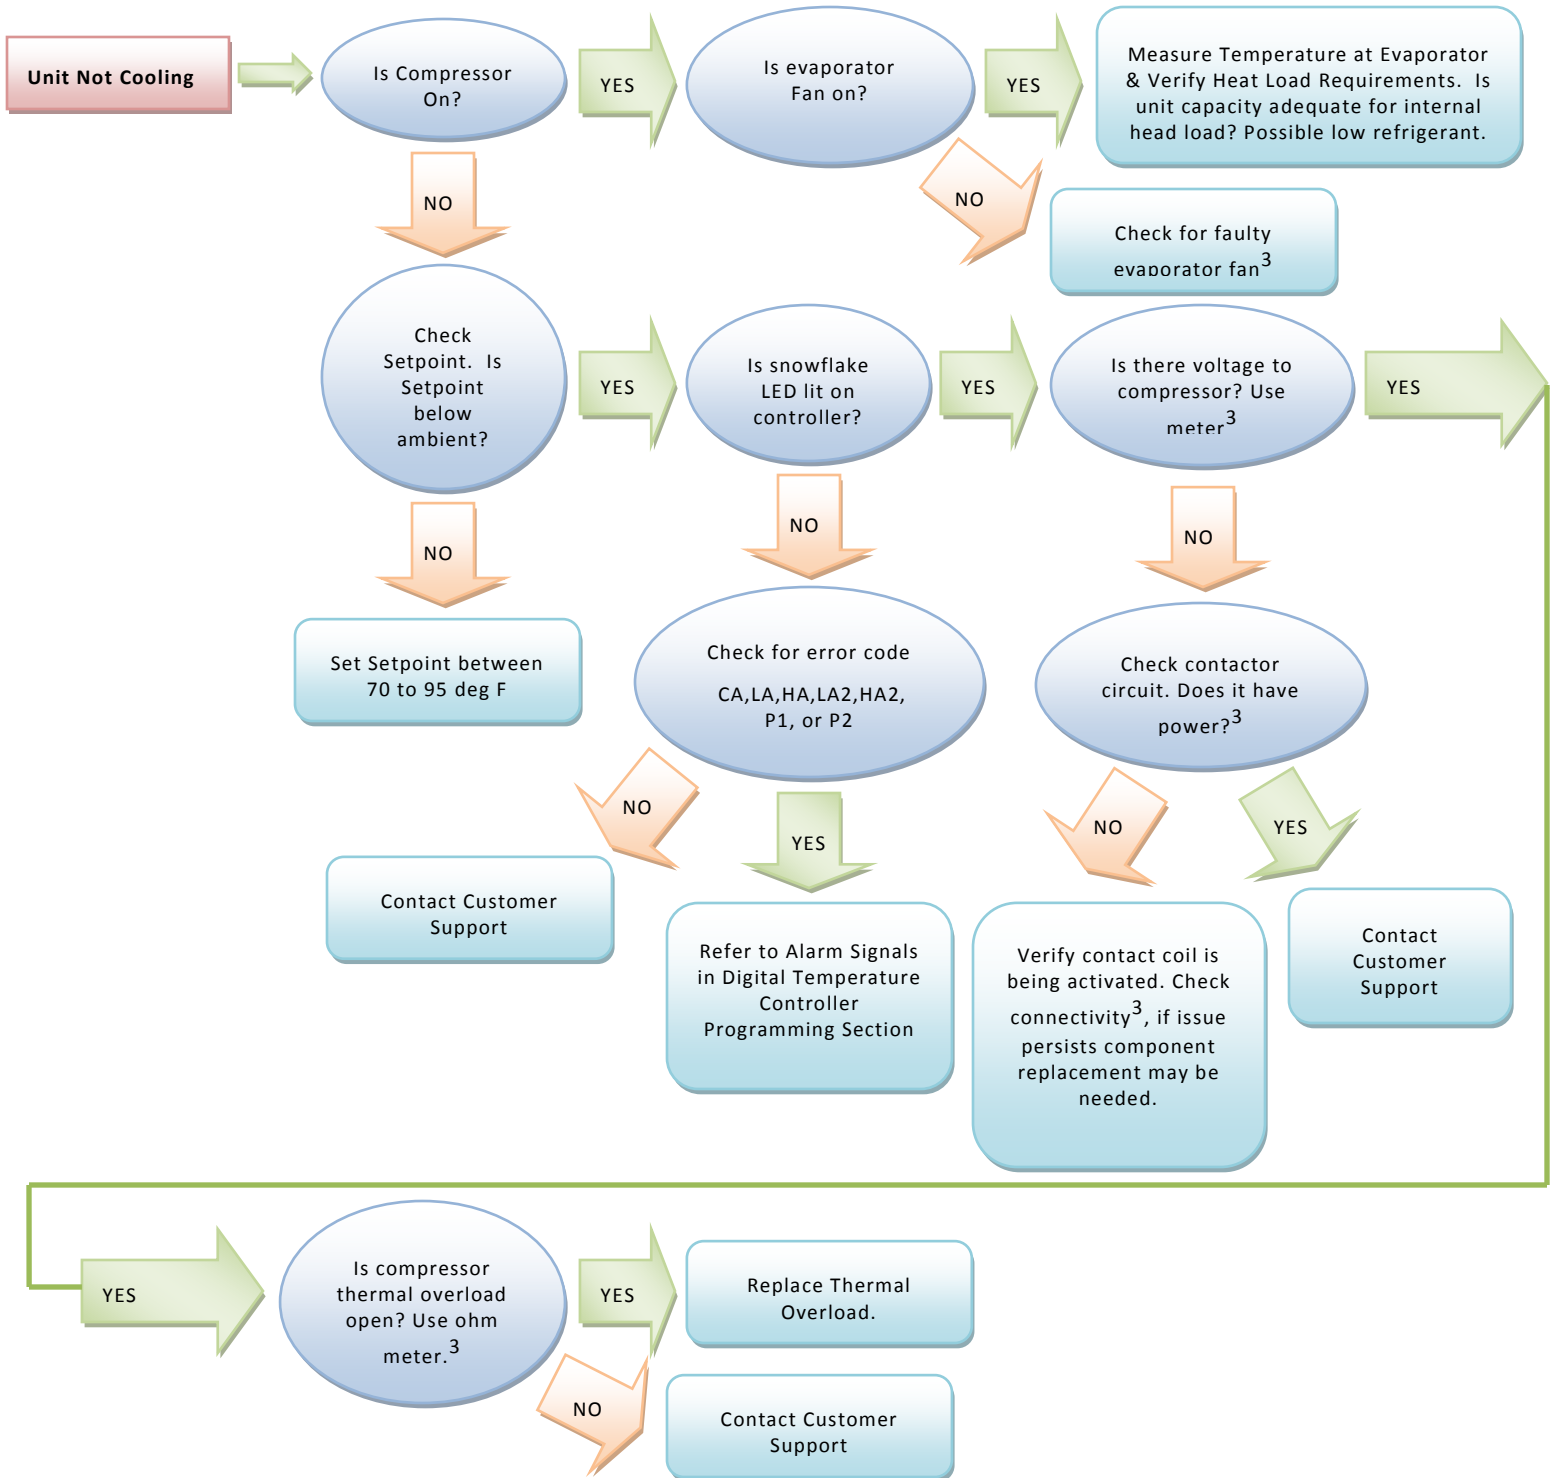 Unit Not Cooling
Is Compressor
On?
YES
Is evaporator
Fan on?
YES
Measure Temperature at Evaporator
& Verify Heat Load Requirements. Is
unit capacity adequate for internal
head load? Possible low refrigerant.
NO
NO
Check for faulty
evaporator fan3
Check
Setpoint. Is
Setpoint
below
ambient?
YES
Is snowflake
LED lit on
controller?
YES
Is there voltage to
compressor? Use
meter3
YES
NO
NO
NO
Set Setpoint between
70 to 95 deg F
Check for error code
CA,LA,HA,LA2,HA2,
P1, or P2
Check contactor
circuit. Does it have
power?3
NO
YES
NO
YES
Contact Customer
Support
Refer to Alarm Signals
in Digital Temperature
Controller
Programming Section
Verify contact coil is
being activated. Check
connectivity3, if issue
persists component
replacement may be
needed.
Contact
Customer
Support
YES
Is compressor
thermal overload
open? Use ohm
meter.3
YES
Replace Thermal
Overload.
NO
Contact Customer
Support